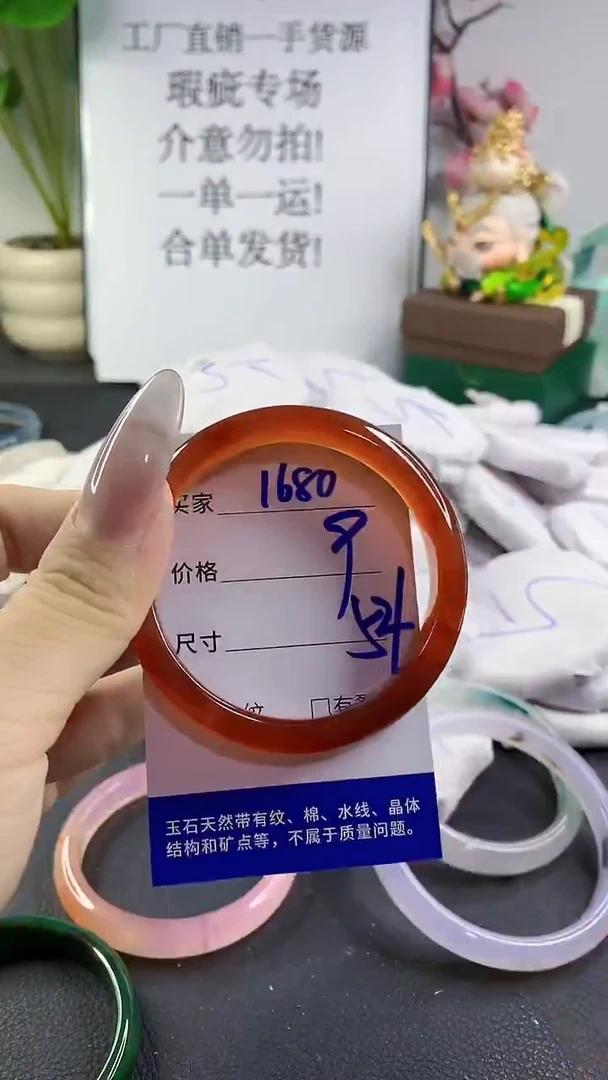 工厂直销一手货源
瑕疵专场
介意勿拍!
一单一运!
合单发货!
买家 1680
价格 9
尺寸 54
纹 有
玉石天然带有纹、棉、水线、晶体
结构和矿点等，不属于质量问题。